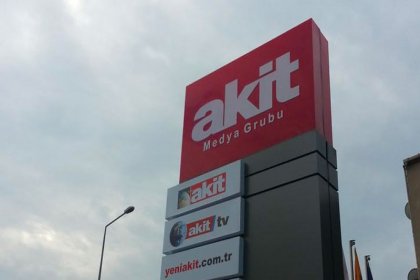 akit
Medya Grubu
akit
akit tv
yeniakit.com.tr